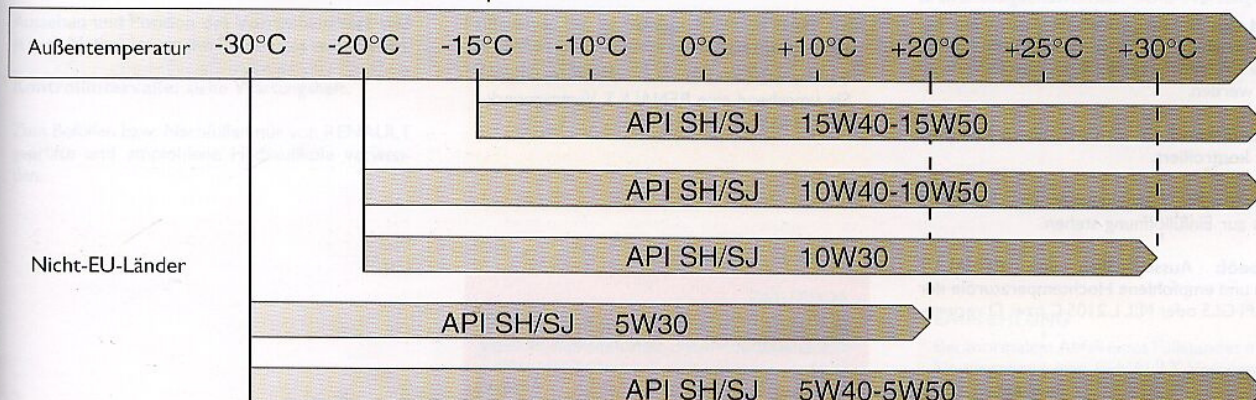 Außentemperatur -30°C -20°C -15°C -10°C 0°C +10°C +20°C +25°C +30°C
API SH/SJ 15W40-15W50
API SH/SJ 10W40-10W50
API SH/SJ 10W30
Nicht-EU-Länder
API SH/SJ 5W30
API SH/SJ 5W40-5W50